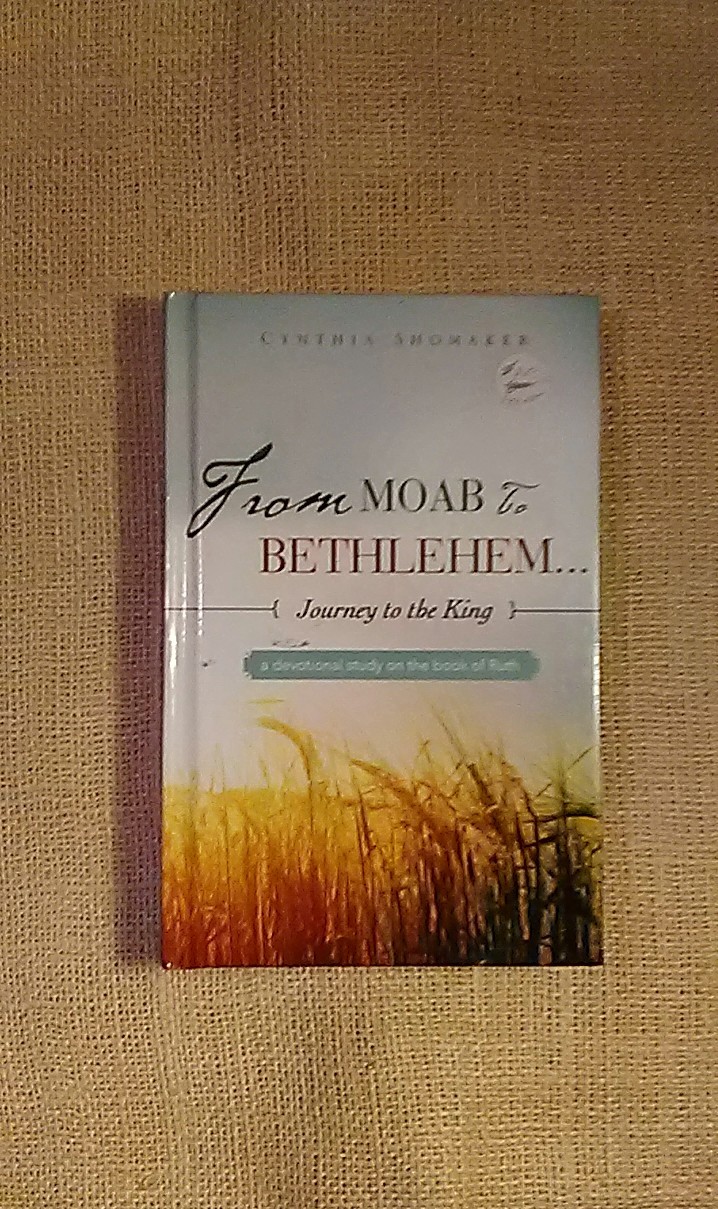 CYNTHIA SHOMAKER
From MOAB To
BETHLEHEM...
{ Journey to the King }
a devotional study on the book of Ruth